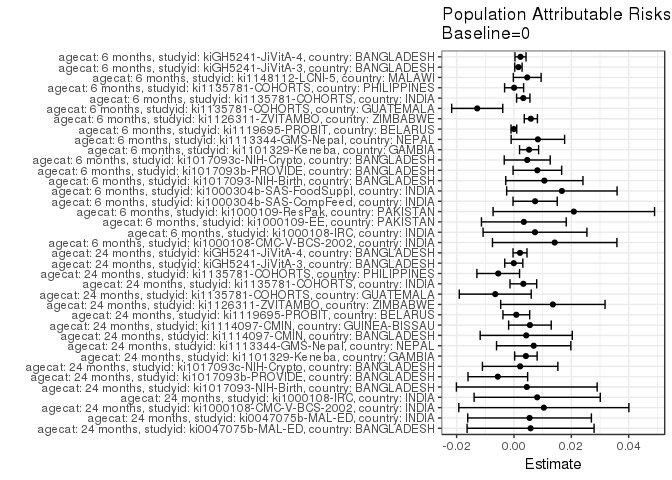 Population Attributable Risks
Baseline=0
agecat: 6 months, studyid: kiGH5241-JiVitA-4, country: BANGLADESH
agecat: 6 months, studyid: kiGH5241-JiVitA-3, country: BANGLADESH
agecat: 6 months, studyid: ki1148112-LCNI-5, country: MALAWI
agecat: 6 months, studyid: ki1135781-COHORTS, country: PHILIPPINES
agecat: 6 months, studyid: ki1135781-COHORTS, country: INDIA
agecat: 6 months, studyid: ki1135781-COHORTS, country: GUATEMALA
agecat: 6 months, studyid: ki1126311-ZVITAMBO, country: ZIMBABWE
agecat: 6 months, studyid: ki1119695-PROBIT, country: BELARUS
agecat: 6 months, studyid: ki1113344-GMS-Nepal, country: NEPAL
agecat: 6 months, studyid: ki1101329-Keneba, country: GAMBIA
agecat: 6 months, studyid: ki1017093c-NIH-Crypto, country: BANGLADESH
agecat: 6 months, studyid: ki1017093b-PROVIDE, country: BANGLADESH
agecat: 6 months, studyid: ki1017093-NIH-Birth, country: BANGLADESH
agecat: 6 months, studyid: ki1000304b-SAS-FoodSuppl, country: INDIA
agecat: 6 months, studyid: ki1000304b-SAS-CompFeed, country: INDIA
agecat: 6 months, studyid: ki1000109-ResPak, country: PAKISTAN
agecat: 6 months, studyid: ki1000109-EE, country: PAKISTAN
agecat: 6 months, studyid: ki1000108-IRC, country: INDIA
agecat: 6 months, studyid: ki1000108-CMC-V-BCS-2002, country: INDIA
agecat: 24 months, studyid: kiGH5241-JiVitA-4, country: BANGLADESH
agecat: 24 months, studyid: kiGH5241-JiVitA-3, country: BANGLADESH
agecat: 24 months, studyid: ki1135781-COHORTS, country: PHILIPPINES
agecat: 24 months, studyid: ki1135781-COHORTS, country: INDIA
agecat: 24 months, studyid: ki1135781-COHORTS, country: GUATEMALA
agecat: 24 months, studyid: ki1126311-ZVITAMBO, country: ZIMBABWE
agecat: 24 months, studyid: ki1119695-PROBIT, country: BELARUS
agecat: 24 months, studyid: ki1114097-CMIN, country: GUINEA-BISSAU
agecat: 24 months, studyid: ki1114097-CMIN, country: BANGLADESH
agecat: 24 months, studyid: ki1113344-GMS-Nepal, country: NEPAL
agecat: 24 months, studyid: ki1101329-Keneba, country: GAMBIA
agecat: 24 months, studyid: ki1017093c-NIH-Crypto, country: BANGLADESH
agecat: 24 months, studyid: ki1017093b-PROVIDE, country: BANGLADESH
agecat: 24 months, studyid: ki1017093-NIH-Birth, country: BANGLADESH
agecat: 24 months, studyid: ki1000108-IRC, country: INDIA
agecat: 24 months, studyid: ki1000108-CMC-V-BCS-2002, country: INDIA
agecat: 24 months, studyid: ki0047075b-MAL-ED, country: INDIA
agecat: 24 months, studyid: ki0047075b-MAL-ED, country: BANGLADESH
-0.02 0.00 0.02 0.04
Estimate